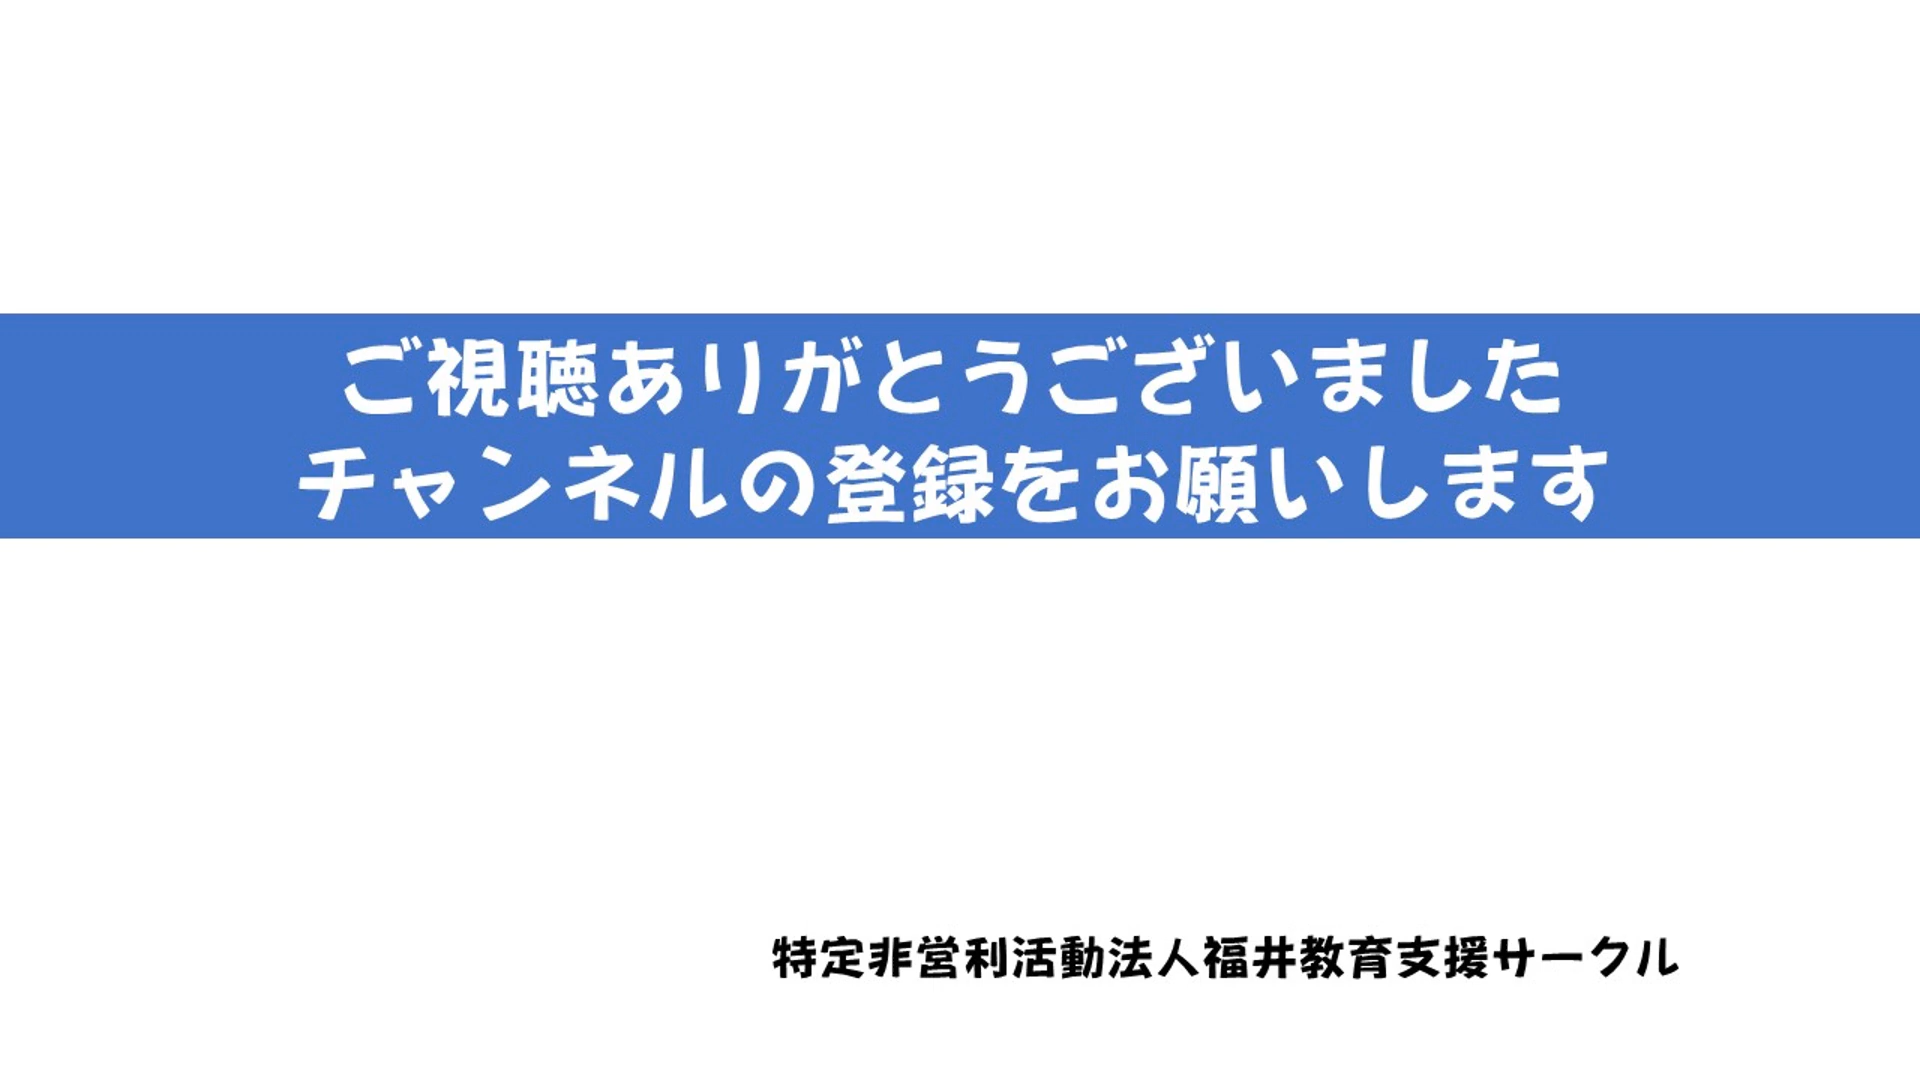 ご視聴ありがとうございました
チャンネルの登録をお願いします
特定非営利活動法人福井教育支援サークル